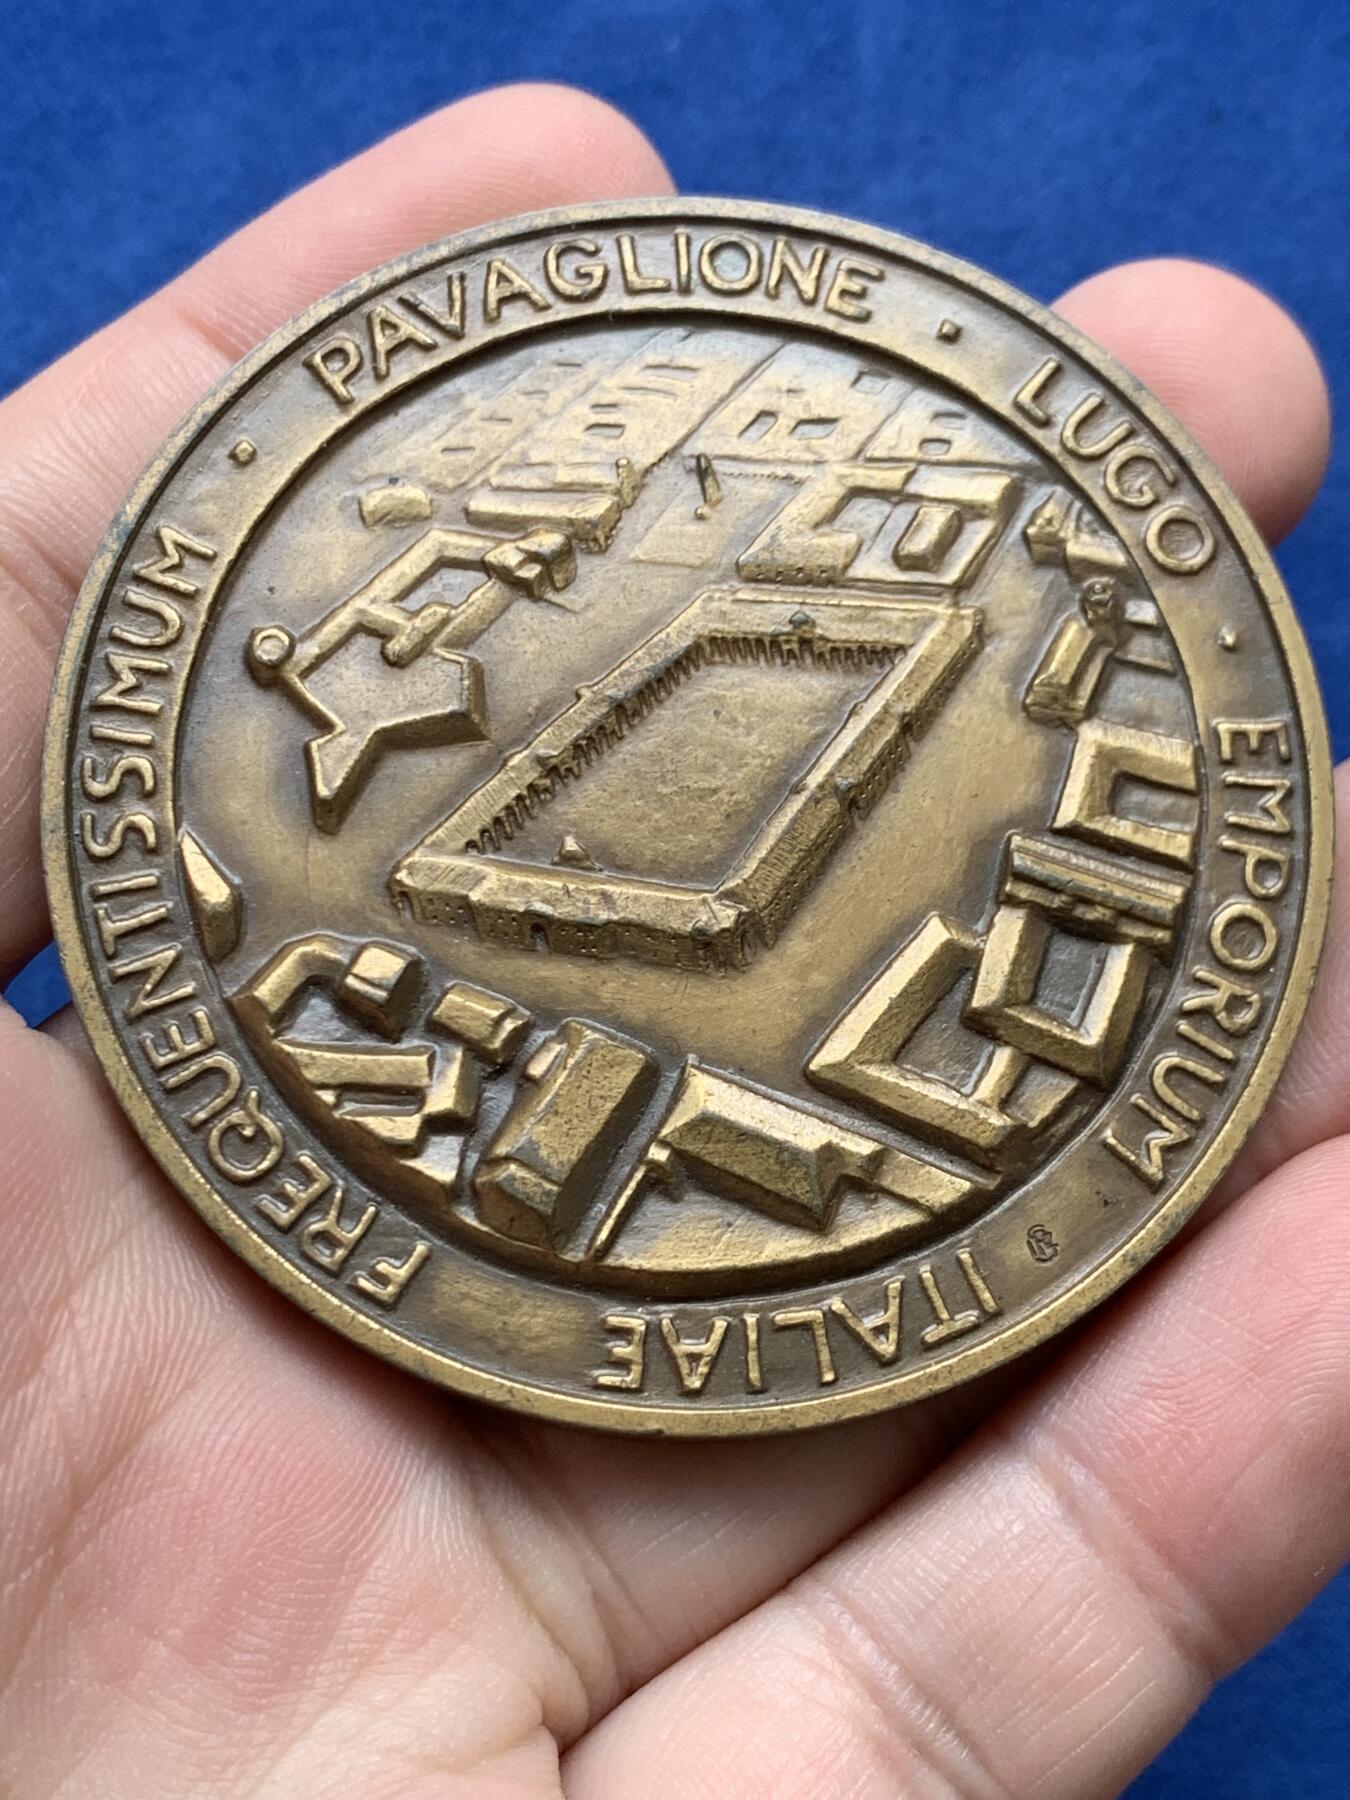 PAVAGLIONE · LUGO · EMPORIUM ITALIAE FREQUENTISSIMUM ·